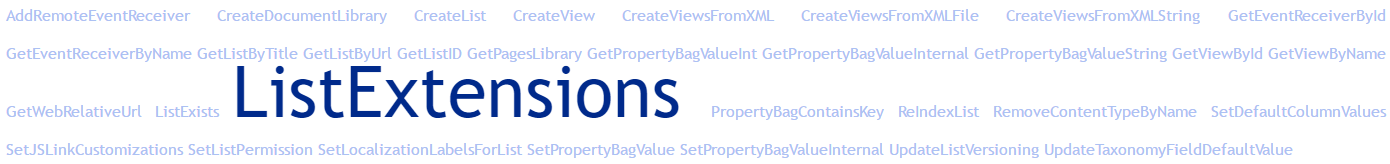 AddRemoteEventReceiver CreateDocumentLibrary CreateList CreateView CreateViewsFromXML CreateViewsFromXMLFile CreateViewsFromXMLString GetEventReceiverById
GetEventReceiverByName GetListByTitle GetListByUrl GetListID GetPagesLibrary GetPropertyBagValueInt GetPropertyBagValueInternal GetPropertyBagValueString GetViewById GetViewByName
GetWebRelativeUrl ListExists ListExtensions PropertyBagContainsKey ReIndexList RemoveContentTypeByName SetDefaultColumnValues
SetJSLinkCustomizations SetListPermission SetLocalizationLabelsForList SetPropertyBagValue SetPropertyBagValueInternal UpdateListVersioning UpdateTaxonomyFieldDefaultValue